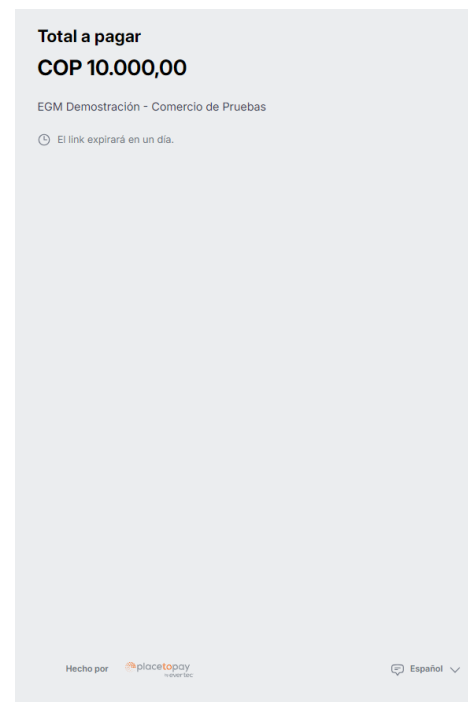 Total a pagar
COP 10.000,00
EGM Demostración - Comercio de Pruebas
El link expirará en un día.
Hecho por placetopay
evertec
Español